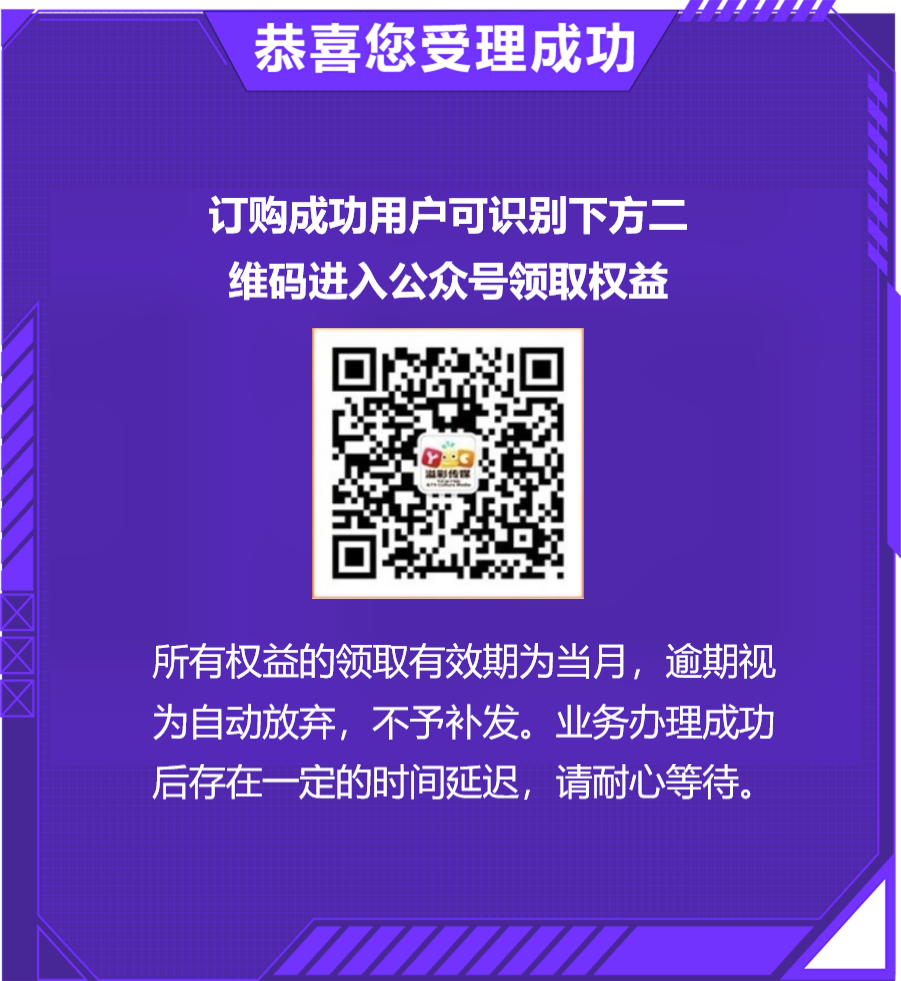 恭喜您受理成功
订购成功用户可识别下方二
维码进入公众号领取权益
溢彩传媒
所有权益的领取有效期为当月，逾期视
为自动放弃，不予补发。业务办理成功
后存在一定的时间延迟，请耐心等待。